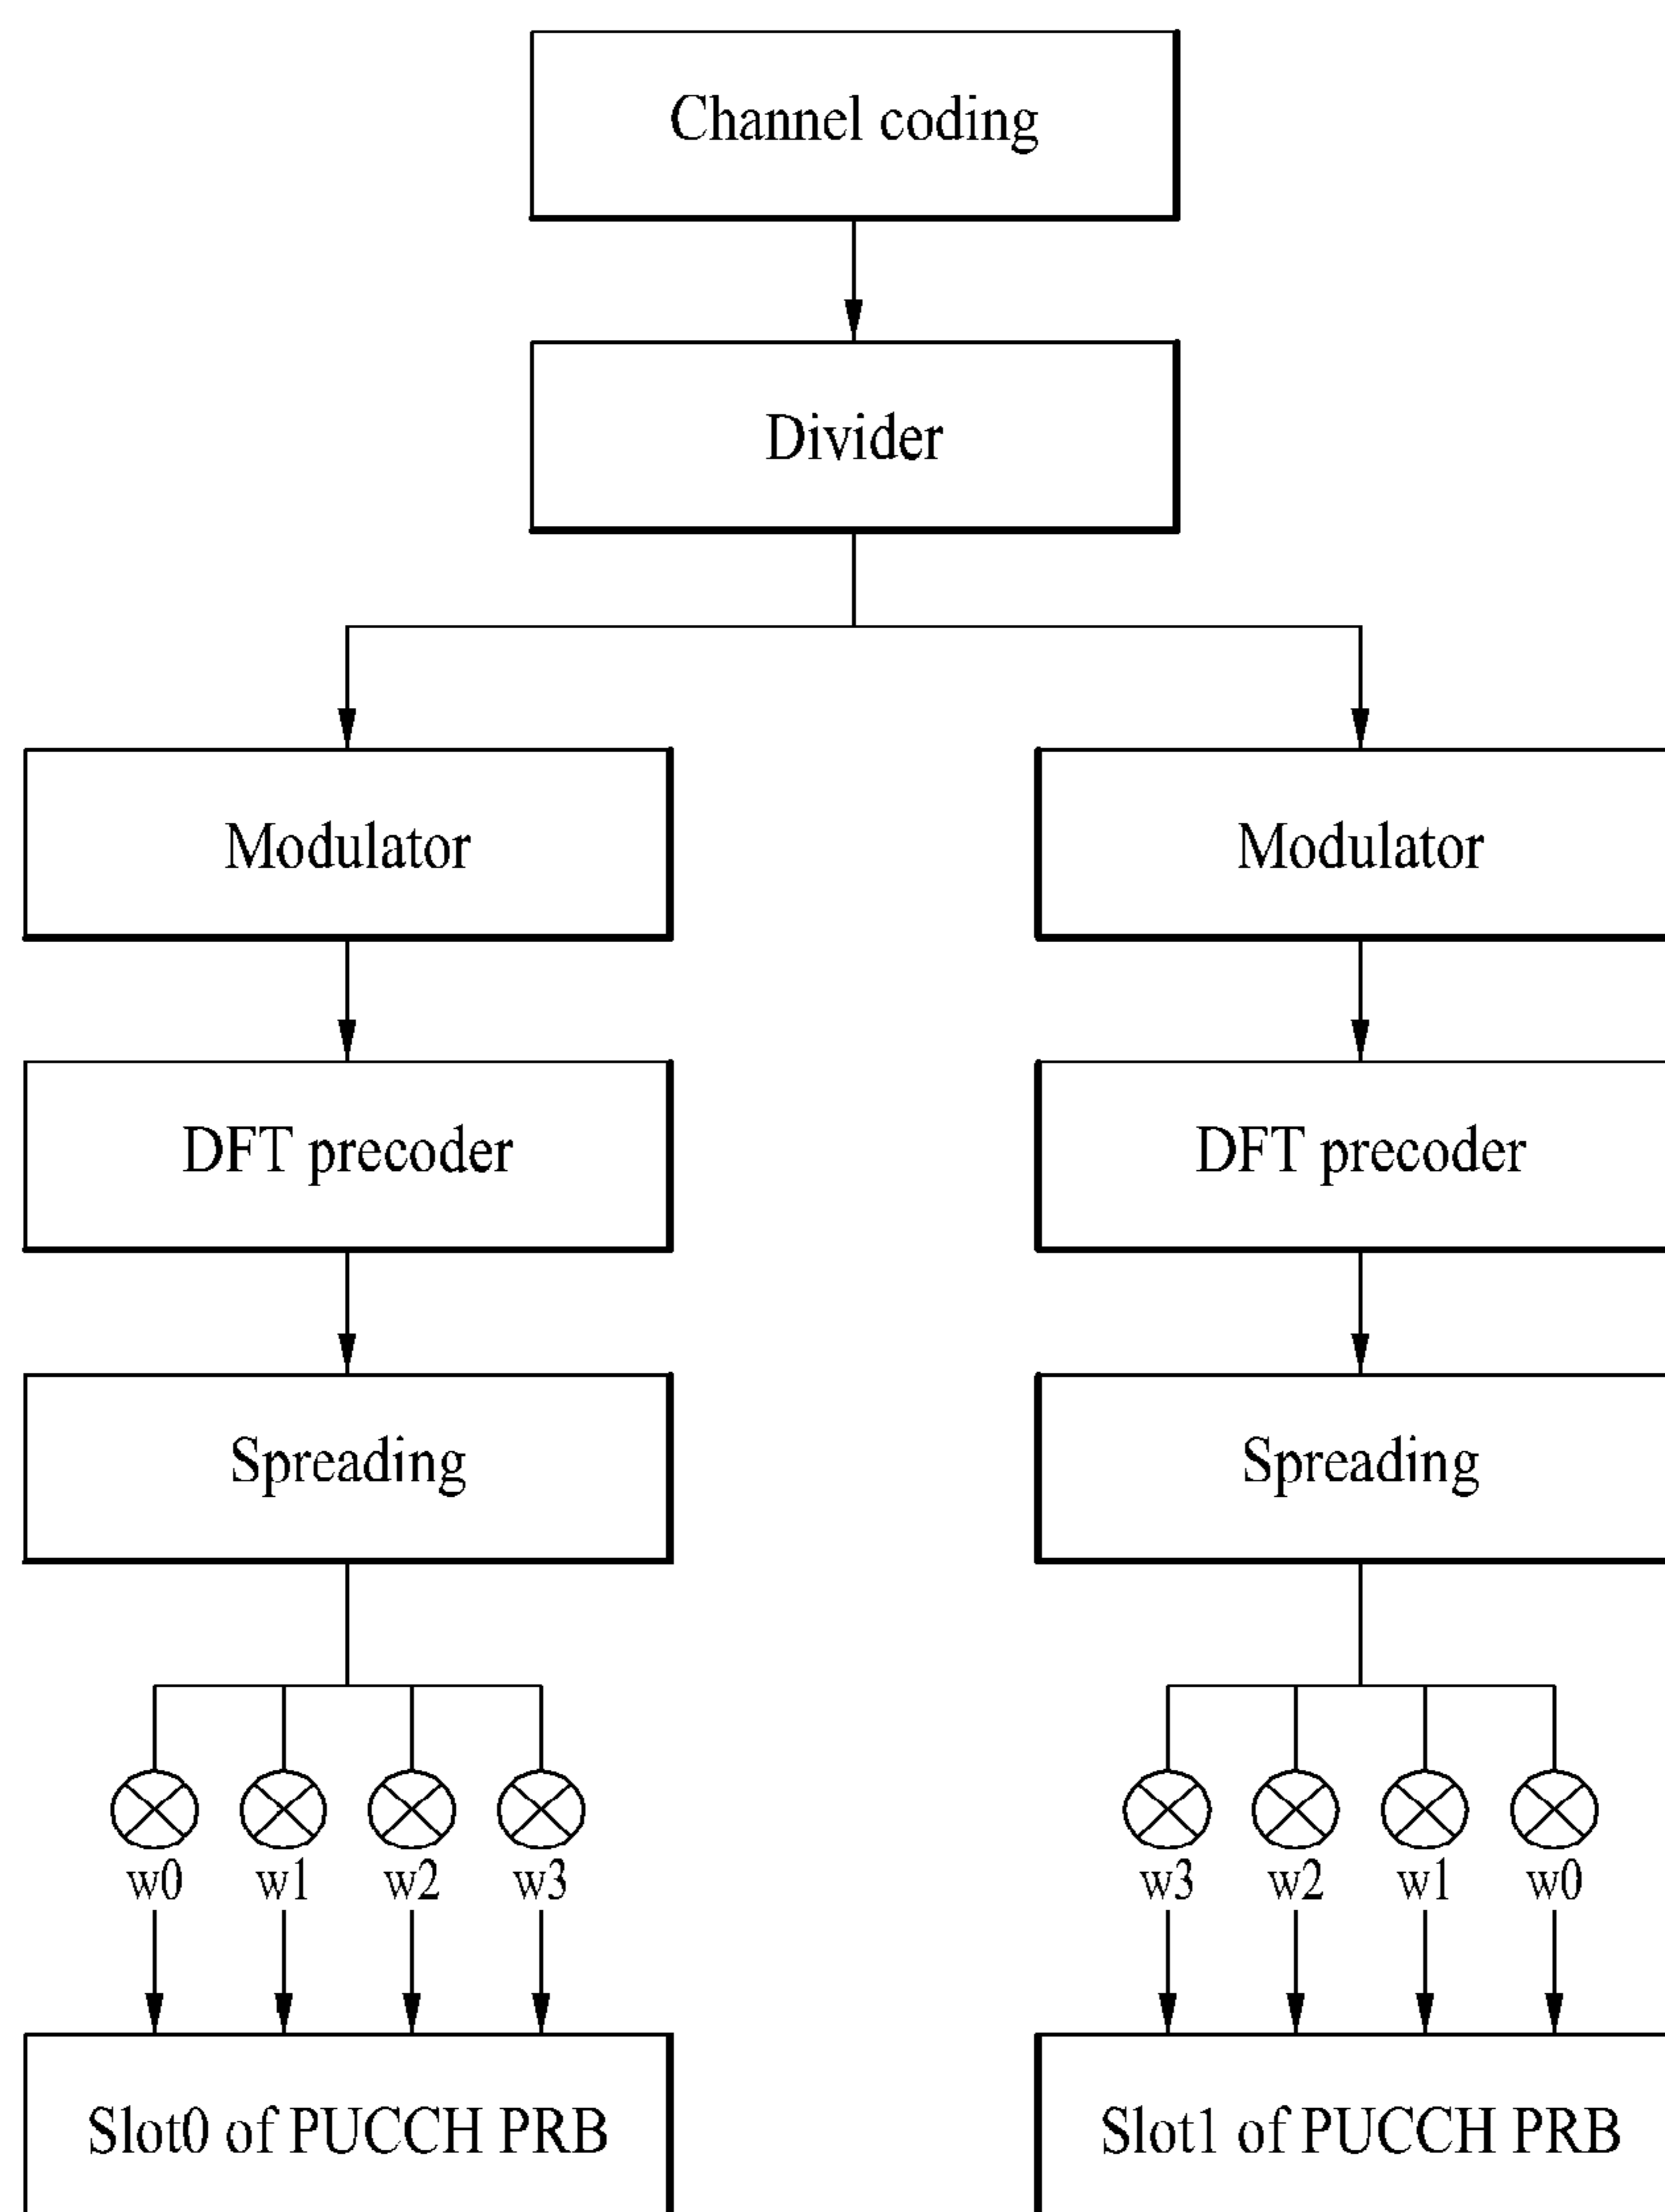 Channel coding
Divider
Modulator
Modulator
DFT precoder
DFT precoder
Spreading
Spreading
w0 w1 w2 w3
w3 w2 w1 w0
Slot0 of PUCCH PRB
Slot1 of PUCCH PRB